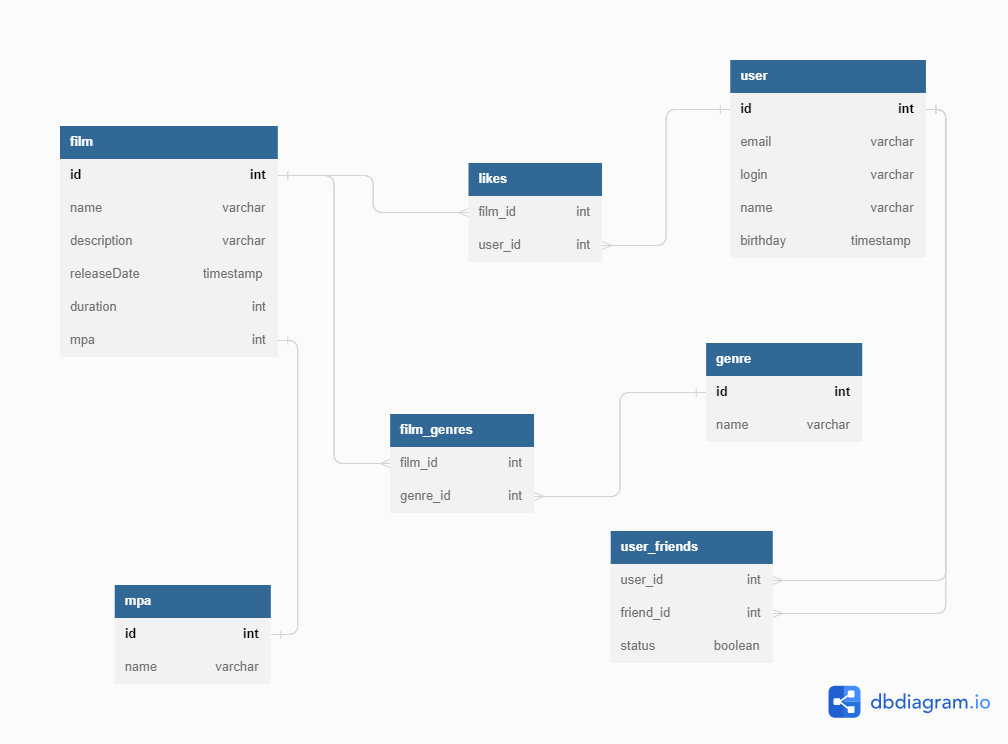 film
id int
name varchar
description varchar
releaseDate timestamp
duration int
mpa int
likes
film_id int
user_id int
user
id int
email varchar
login varchar
name varchar
birthday timestamp
genre
id int
name varchar
film_genres
film_id int
genre_id int
user_friends
user_id int
friend_id int
status boolean
mpa
id int
name varchar
dbdiagram.io